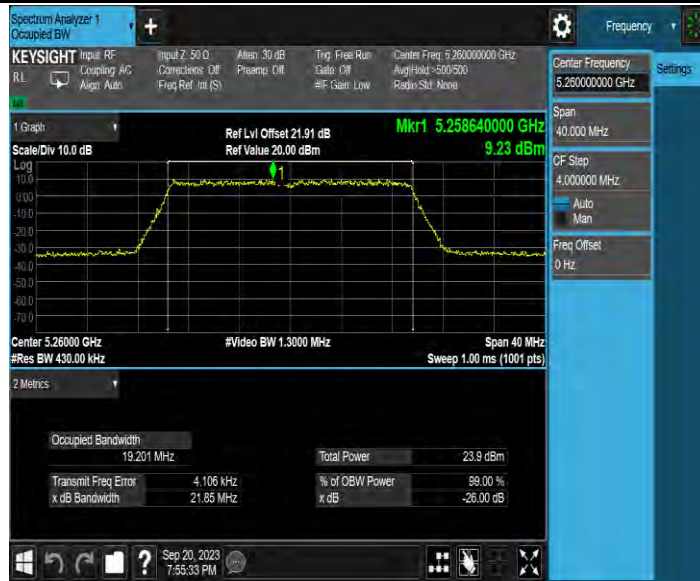 Spectrum Analyzer 1
Occupied BW
Frequency
KEYSIGHT Input: RF
Coupling: AC
Align: Auto
Input Z: 50 Ω
Corrections: Off
Freq Ref: Int (S)
Atten: 30 dB
Preamp: Off
Trig: Free Run
Gate: Off
#IF Gain: Low
Center Freq: 5.260000000 GHz
Avg|Hold: >500/500
Radio Std: None
RL
Center Frequency
5.260000000 GHz
Settings
Span
40.000 MHz
CF Step
4.000000 MHz
Auto
Man
Freq Offset
0 Hz
1 Graph
Scale/Div 10.0 dB
Ref Lvl Offset 21.91 dB
Ref Value 20.00 dBm
Mkr1 5.258640000 GHz
9.23 dBm
Log
10.0
0.00
-10.0
-20.0
-30.0
-40.0
-50.0
-60.0
-70.0
1
Center 5.26000 GHz
#Video BW 1.3000 MHz
Span 40 MHz
#Res BW 430.00 kHz
Sweep 1.00 ms (1001 pts)
2 Metrics
Occupied Bandwidth
19.201 MHz
Total Power 23.9 dBm
Transmit Freq Error 4.106 kHz
% of OBW Power 99.00 %
x dB Bandwidth 21.85 MHz
x dB -26.00 dB
Sep 20, 2023
7:55:33 PM